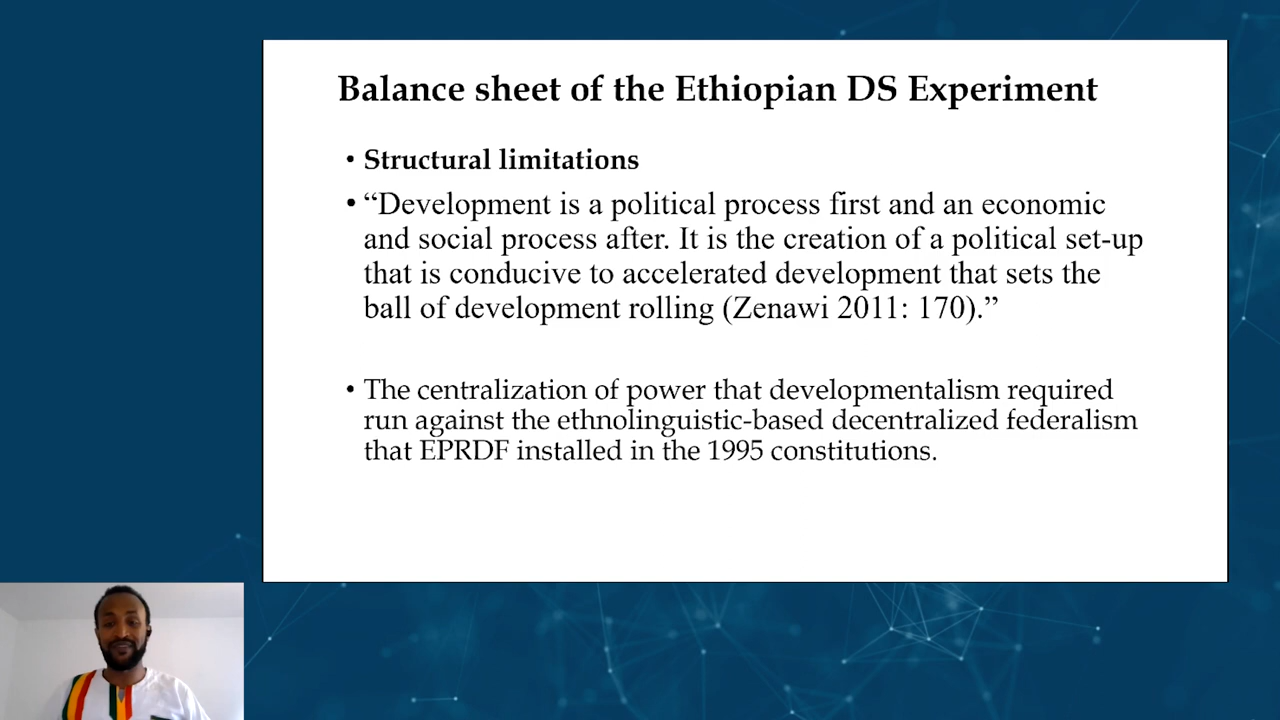 Balance sheet of the Ethiopian DS Experiment
• Structural limitations
• “Development is a political process first and an economic
and social process after. It is the creation of a political set-up
that is conducive to accelerated development that sets the
ball of development rolling (Zenawi 2011: 170).”
• The centralization of power that developmentalism required
run against the ethnolinguistic-based decentralized federalism
that EPRDF installed in the 1995 constitutions.